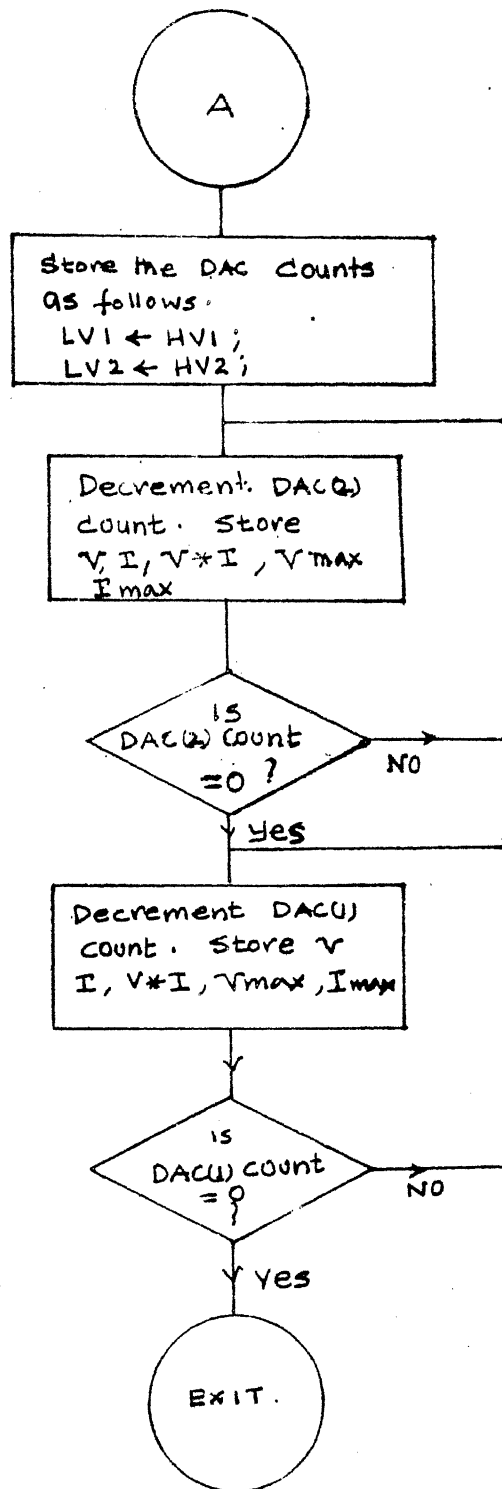 A
Store the DAC Counts
as follows.
LV1 ← HV1;
LV2 ← HV2;
Decrement DAC(2)
count. Store
V, I, V*I, Vmax
Imax
is
DAC(2) count
=0 ?
NO
Yes
Decrement DAC(1)
count. Store V
I, V*I, Vmax, Imax
is
DAC(1) count
= 0
?
NO
Yes
EXIT.